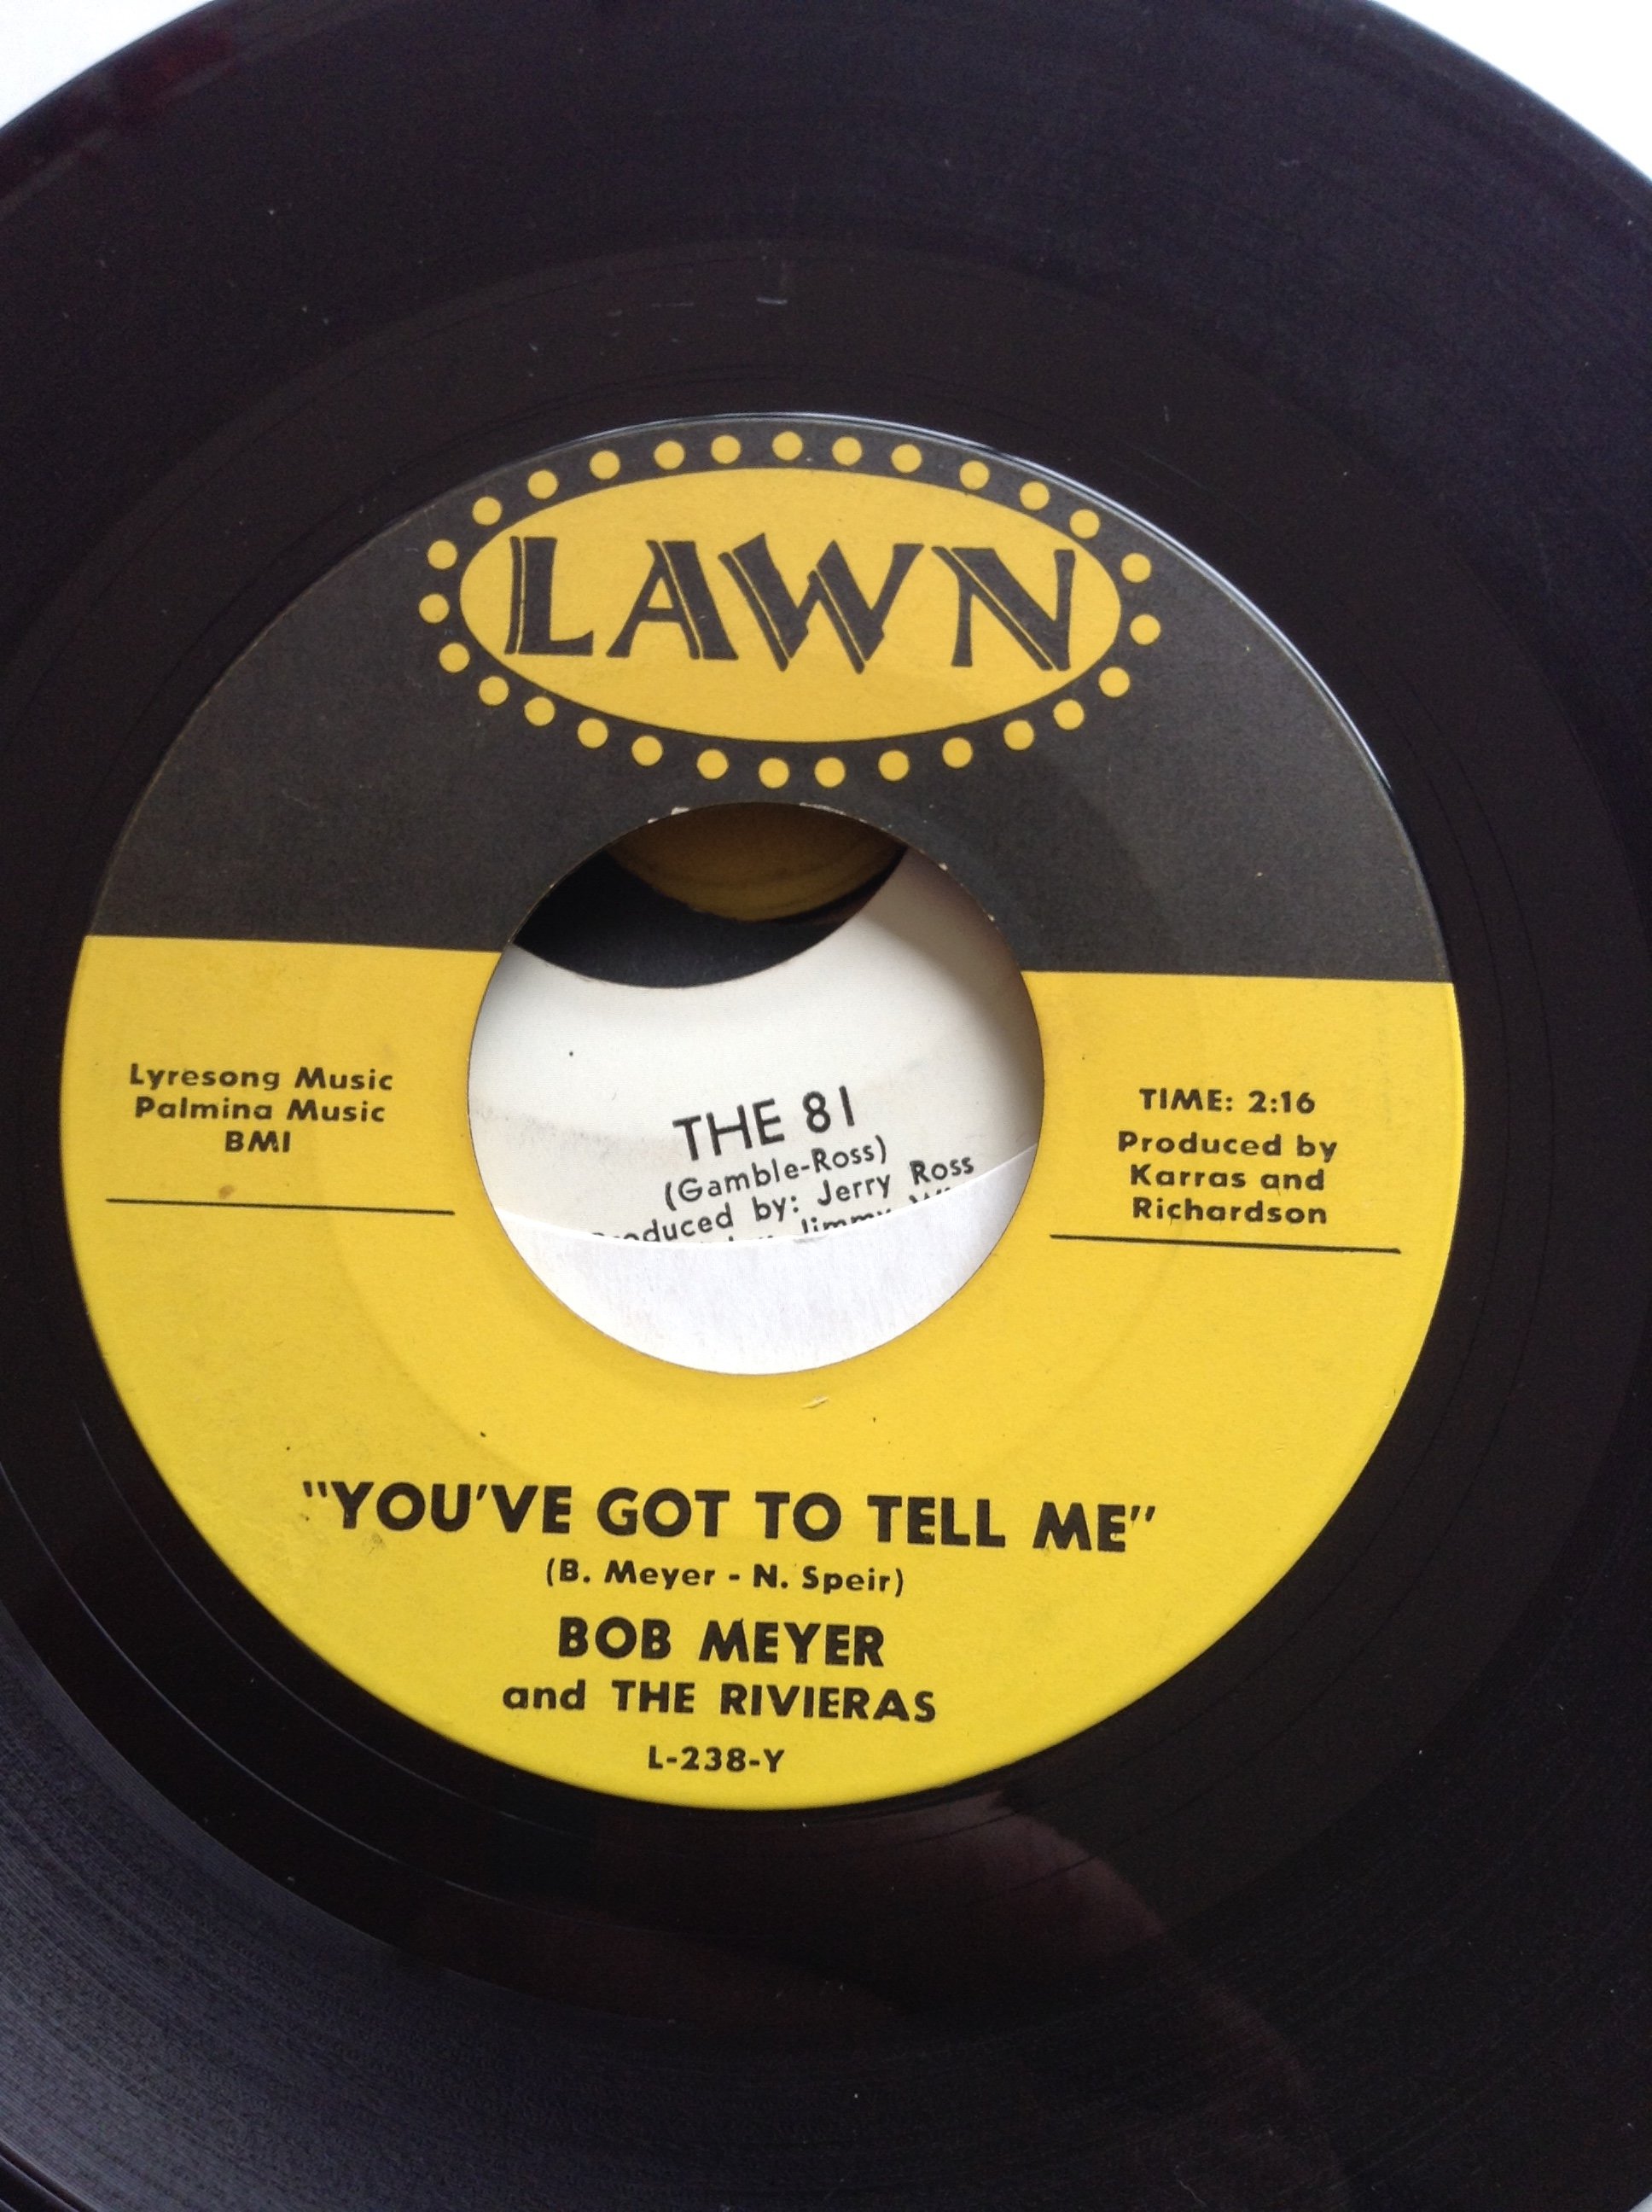 LAWN
Lyresong Music
Palmina Music
BMI
THE 81
(Gamble-Ross)
by: Jerry Ross
TIME: 2:16
Produced by
Karras and
Richardson
"YOU'VE GOT TO TELL ME"
(B. Meyer - N. Speir)
BOB MEYER
and THE RIVIERAS
L-238-Y